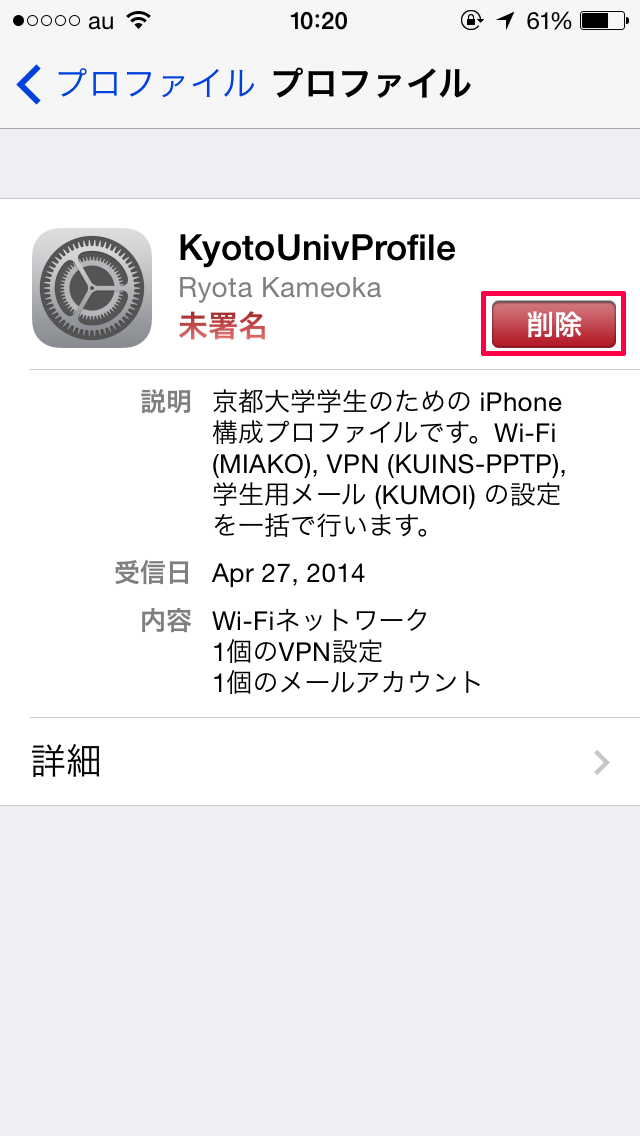 au 10:20 61%
プロファイル プロファイル
KyotoUnivProfile
Ryota Kameoka
未署名
削除
説明 京都大学学生のための iPhone
構成プロファイルです。Wi-Fi
(MIAKO), VPN (KUINS-PPTP),
学生用メール (KUMOI) の設定
を一括で行います。
受信日 Apr 27, 2014
内容 Wi-Fiネットワーク
1個のVPN設定
1個のメールアカウント
詳細